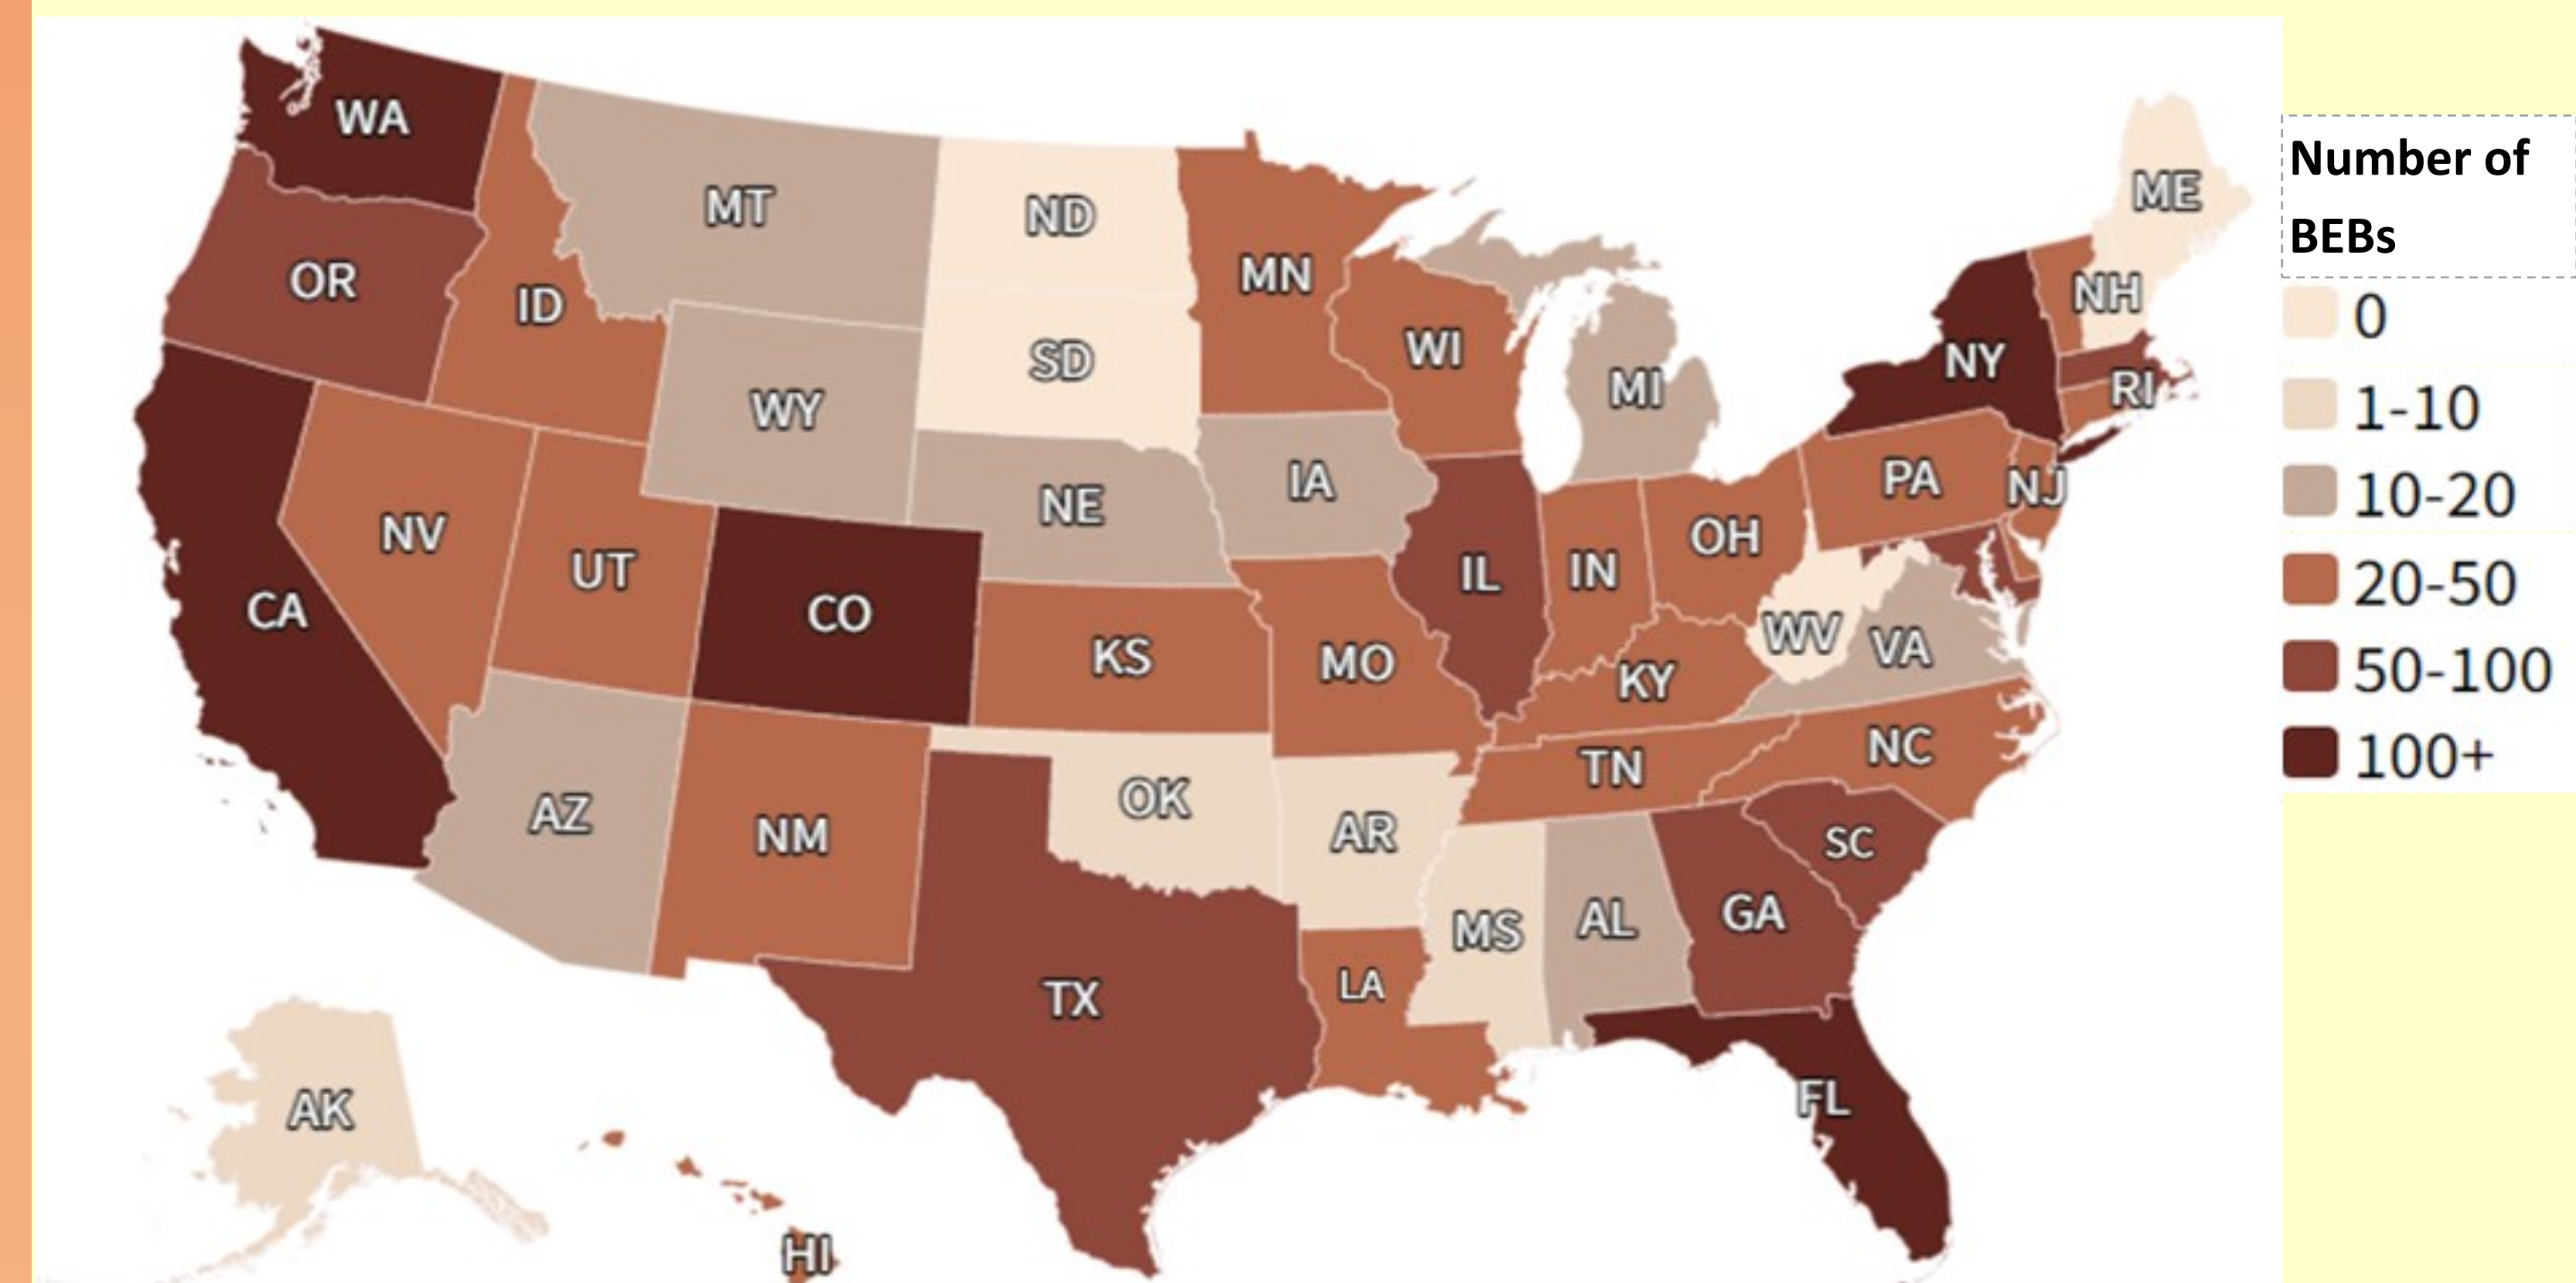 WA
MT
ND
MN
ME
OR
ID
SD
WI
MI
NY
NH
RI
WY
NE
IA
PA
NJ
NV
UT
CO
IL
IN
OH
CA
KS
MO
KY
WV
VA
AZ
NM
OK
AR
TN
NC
SC
TX
LA
MS
AL
GA
FL
AK
HI
Number of
BEBs
0
1-10
10-20
20-50
50-100
100+